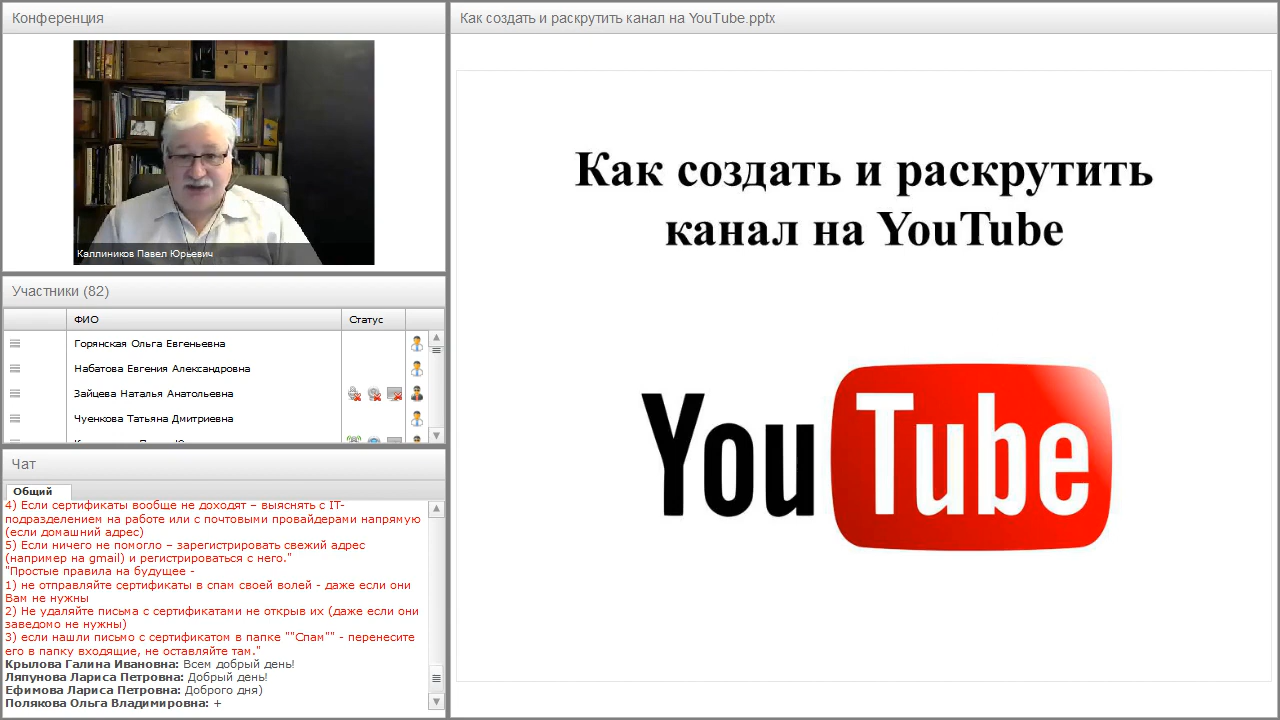 Конференция
Каллиников Павел Юрьевич
Участники (82)
ФИО
Статус
Горянская Ольга Евгеньевна
Набатова Евгения Александровна
Зайцева Наталья Анатольевна
Чуенкова Татьяна Дмитриевна
Чат
Общий
4) Если сертификаты вообще не доходят – выяснять с IT-
подразделением на работе или с почтовыми провайдерами напрямую
(если домашний адрес)
5) Если ничего не помогло – зарегистрировать свежий адрес
(например на gmail) и регистрироваться с него."
"Простые правила на будущее -
1) не отправляйте сертификаты в спам своей волей - даже если они
Вам не нужны
2) Не удаляйте письма с сертификатами не открыв их (даже если они
заведомо не нужны)
3) если нашли письмо с сертификатом в папке ""Спам"" - перенесите
его в папку входящие, не оставляйте там."
Крылова Галина Ивановна: Всем добрый день!
Ляпунова Лариса Петровна: Добрый день!
Ефимова Лариса Петровна: Доброго дня)
Полякова Ольга Владимировна: +
Как создать и раскрутить канал на YouTube.pptx
Как создать и раскрутить
канал на YouTube
YouTube